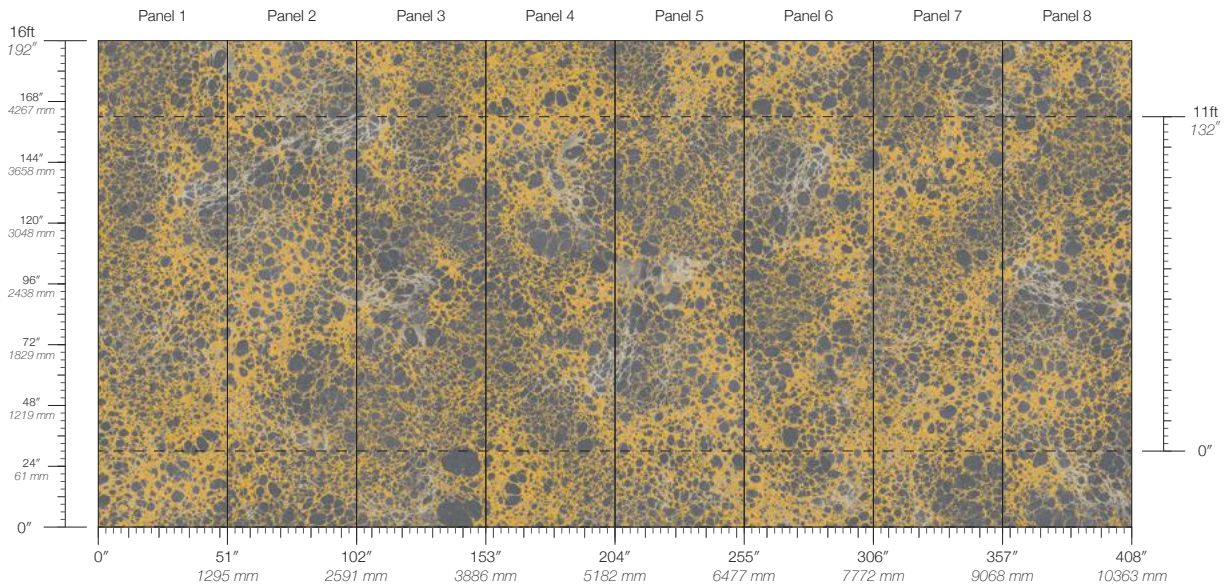 Panel 1 Panel 2 Panel 3 Panel 4 Panel 5 Panel 6 Panel 7 Panel 8
16ft
192"
168"
4267 mm
144"
3658 mm
120"
3048 mm
96"
2438 mm
72"
1829 mm
48"
1219 mm
24"
61 mm
0"
11ft
132"
0"
0" 51" 102" 153" 204" 255" 306" 357" 408"
1295 mm 2591 mm 3886 mm 5182 mm 6477 mm 7772 mm 9068 mm 10363 mm